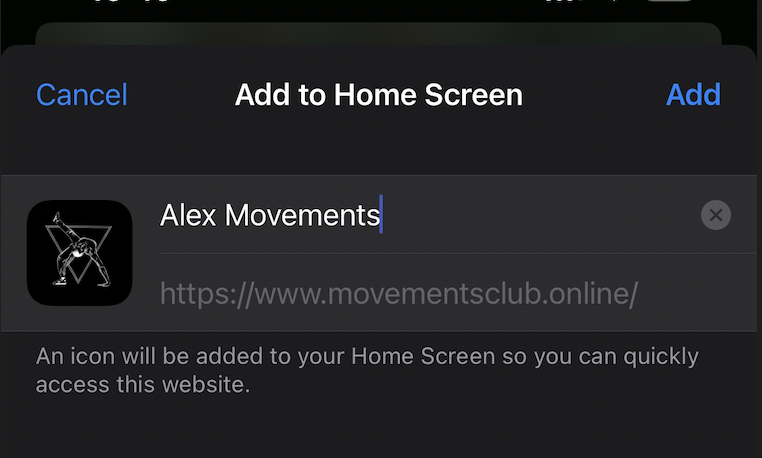 Cancel
Add to Home Screen
Add
Alex Movements
https://www.movementsclub.online/
An icon will be added to your Home Screen so you can quickly
access this website.